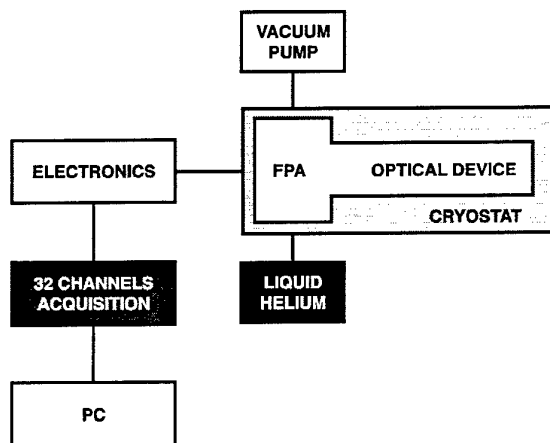 VACUUM
PUMP
ELECTRONICS
FPA
OPTICAL DEVICE
CRYOSTAT
32 CHANNELS
ACQUISITION
LIQUID
HELIUM
PC